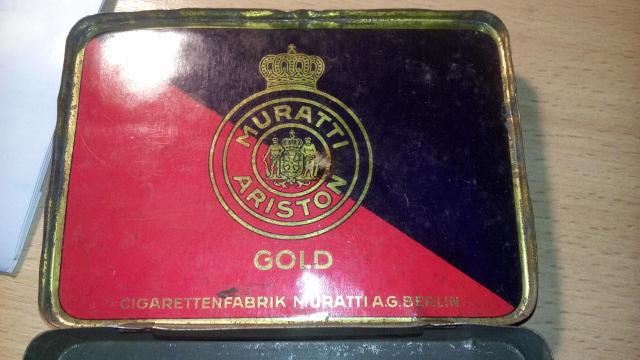 MURATTI
ARISTON
GOLD
CIGARETTENFABRIK MURATTI A.G. BERLIN